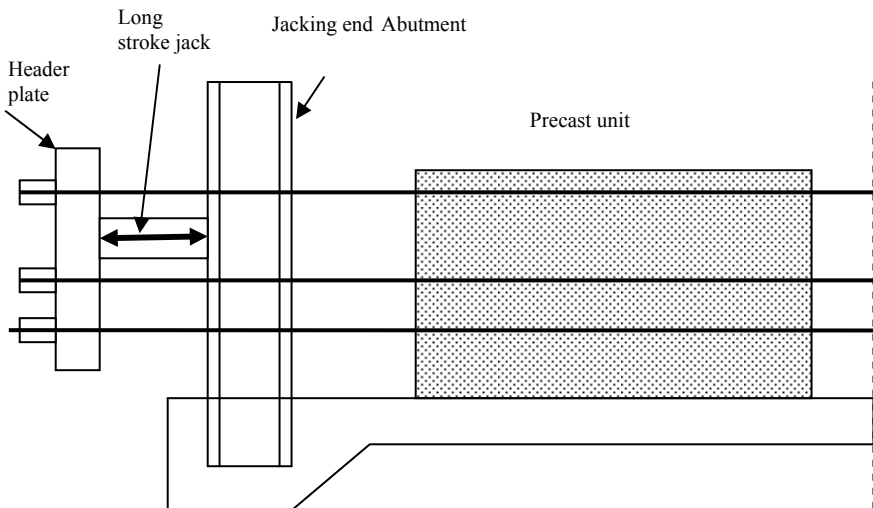 Long
stroke jack
Jacking end Abutment
Header
plate
Precast unit